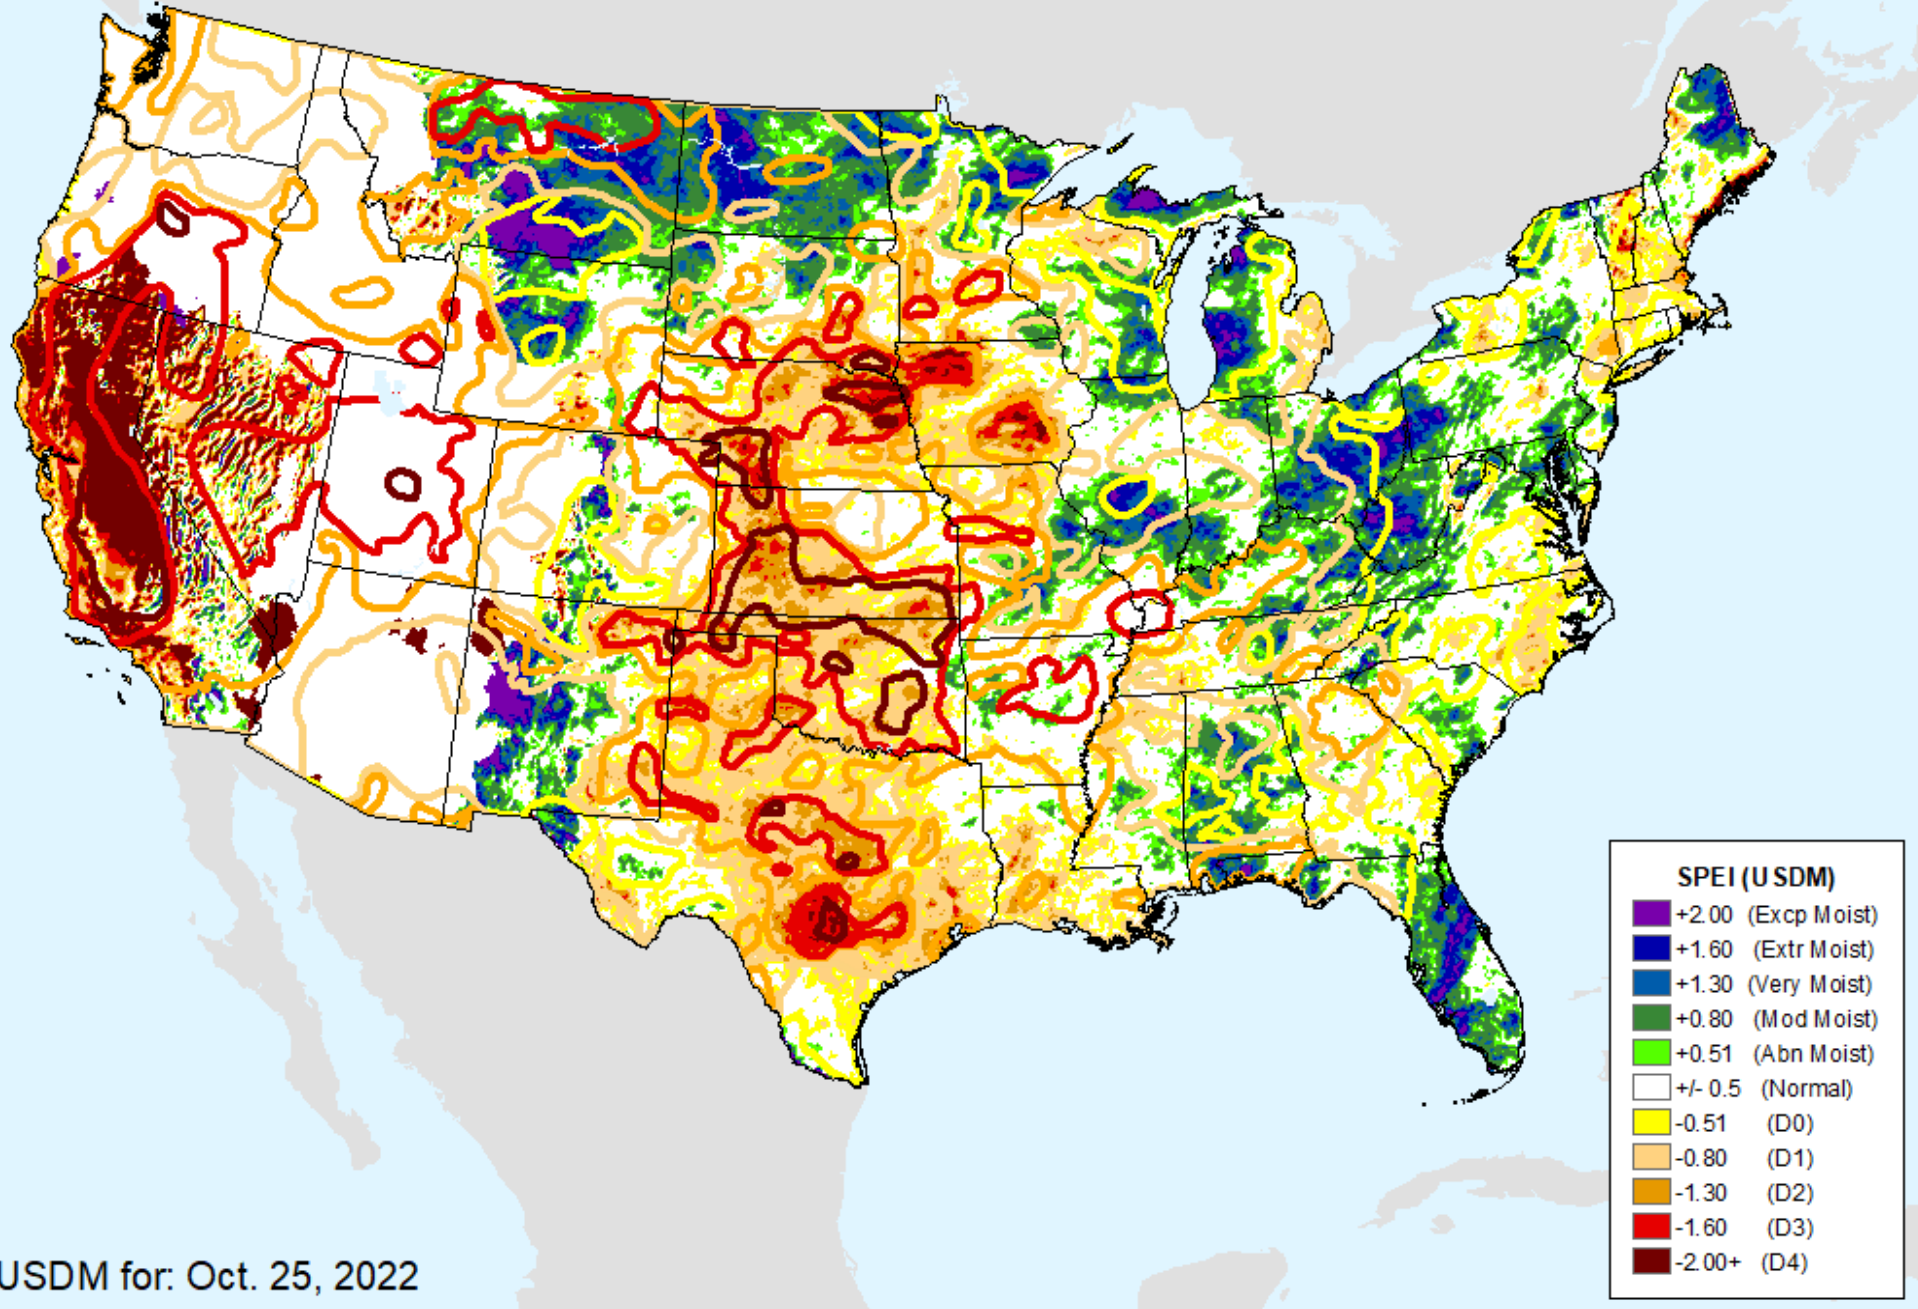 SPEI (USDM)
+2.00 (Excp Moist)
+1.60 (Extr Moist)
+1.30 (Very Moist)
+0.80 (Mod Moist)
+0.51 (Abn Moist)
+/- 0.5 (Normal)
-0.51 (D0)
-0.80 (D1)
-1.30 (D2)
-1.60 (D3)
-2.00+ (D4)
USDM for: Oct. 25, 2022